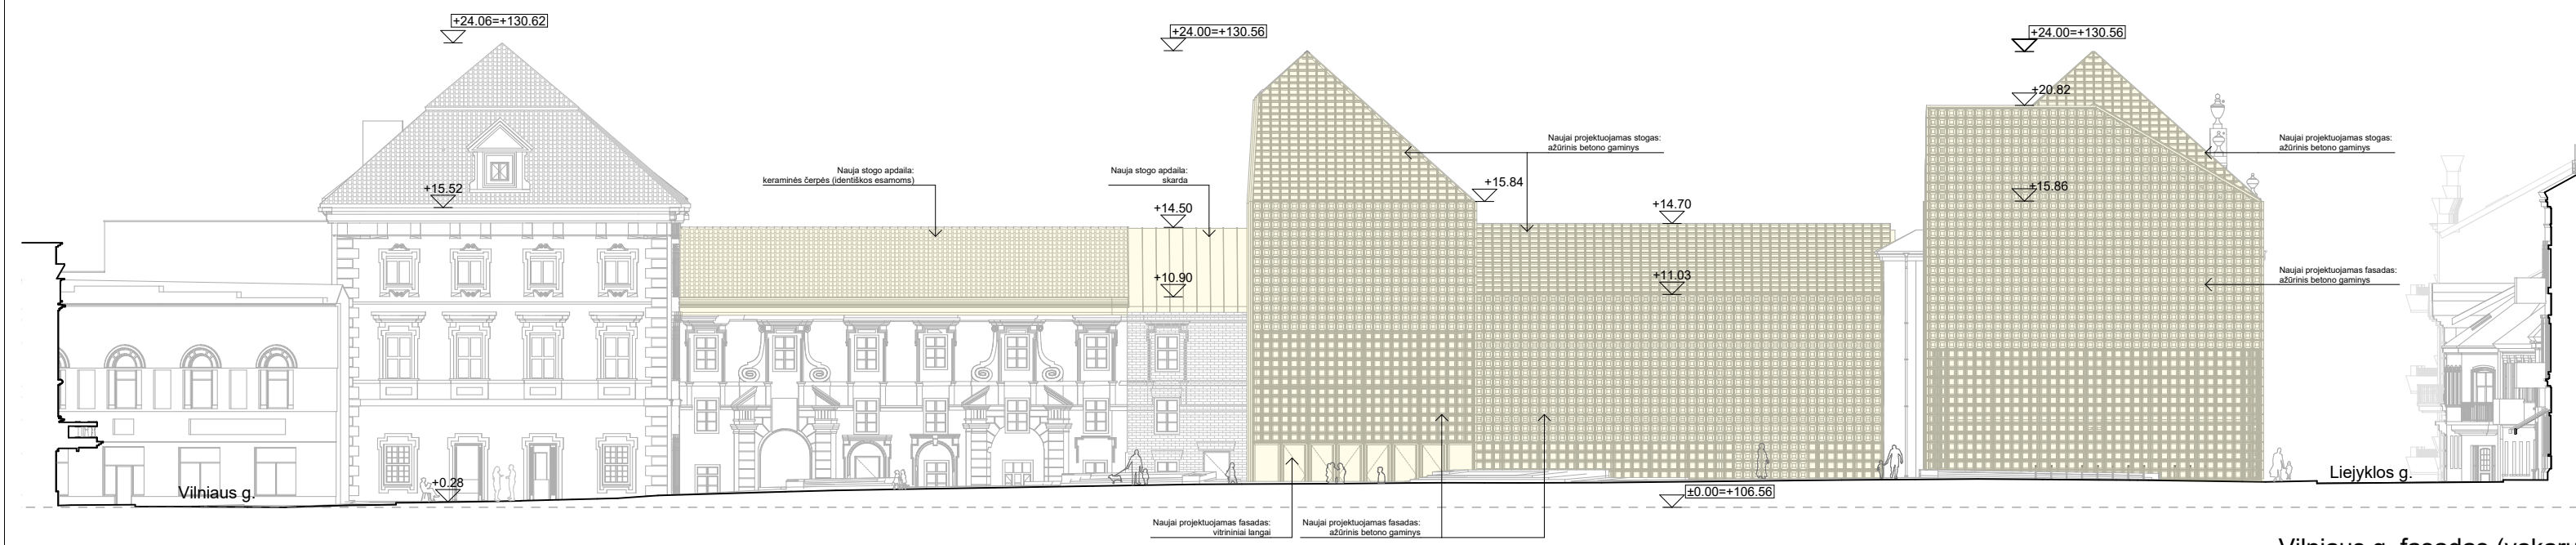 +24.06=+130.62
+24.00=+130.56
+24.00=+130.56
+20.82
Naujai projektuojamas stogas:
ažūrinis betono gaminys
Naujai projektuojamas stogas:
ažūrinis betono gaminys
Nauja stogo apdaila:
keraminės čerpės (identiškos esamoms)
Nauja stogo apdaila:
skarda
+15.52
+15.84
+15.86
+14.50
+14.70
+10.90
+11.03
Naujai projektuojamas fasadas:
ažūrinis betono gaminys
+0.28
Vilniaus g.
±0.00=+106.56
Liejyklos g.
Naujai projektuojamas fasadas:
vitrininiai langai
Naujai projektuojamas fasadas:
ažūrinis betono gaminys
Vilniaus g. fasadas